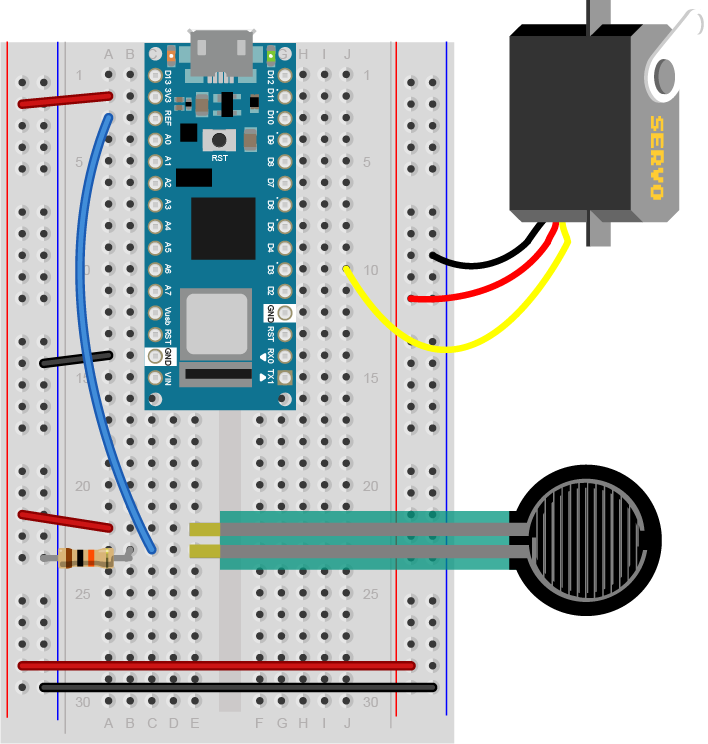 A B G H I J
1 D13 D12 1
3V3 D11
REF D10
A0 D9
RST
5 A1 D8 5
A2 D7
A3 D6
A4 D5
A5 D4
0 A6 D3 10
A7 D2
Vusb GND
RST RST
GND RX0
15 VIN TX1 15
SERVO
20 20
25 25
30 30
A B C D E F G H I J